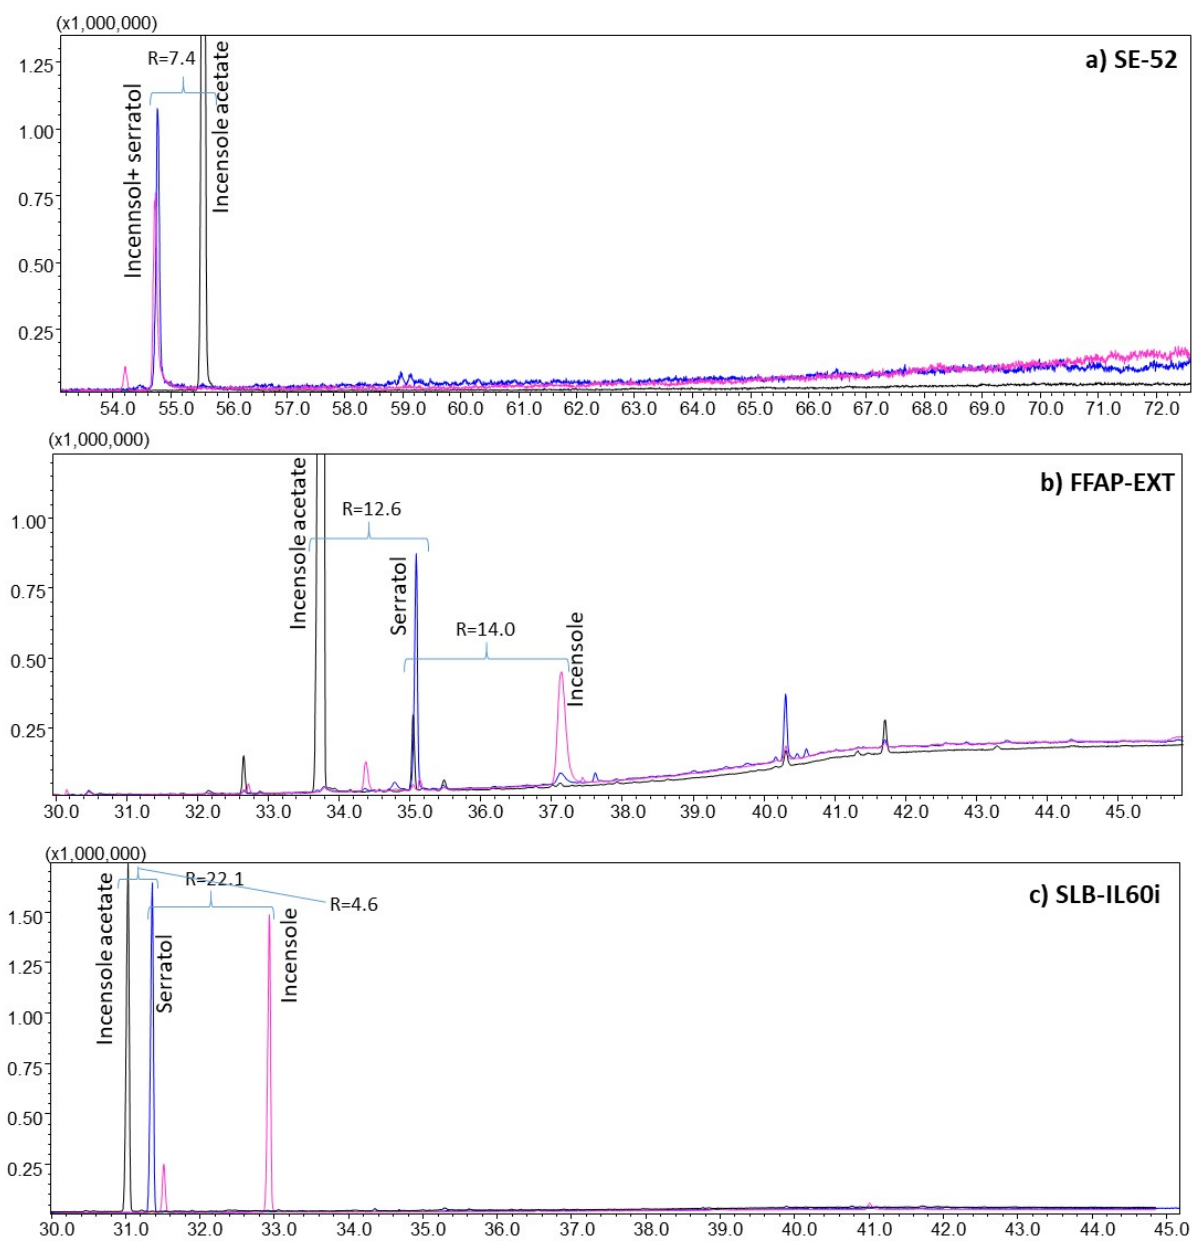 (x1,000,000)
a) SE-52
R=7.4
1.25
1.00
0.75
0.50
0.25
Incennsol+ serratol
Incensole acetate
54.0 55.0 56.0 57.0 58.0 59.0 60.0 61.0 62.0 63.0 64.0 65.0 66.0 67.0 68.0 69.0 70.0 71.0 72.0
(x1,000,000)
b) FFAP-EXT
R=12.6
R=14.0
1.00
0.75
0.50
0.25
Incensole acetate
Serratol
Incensole
30.0 31.0 32.0 33.0 34.0 35.0 36.0 37.0 38.0 39.0 40.0 41.0 42.0 43.0 44.0 45.0
(x1,000,000)
c) SLB-IL60i
R=22.1
R=4.6
1.50
1.25
1.00
0.75
0.50
0.25
Incensole acetate
Serratol
Incensole
30.0 31.0 32.0 33.0 34.0 35.0 36.0 37.0 38.0 39.0 40.0 41.0 42.0 43.0 44.0 45.0